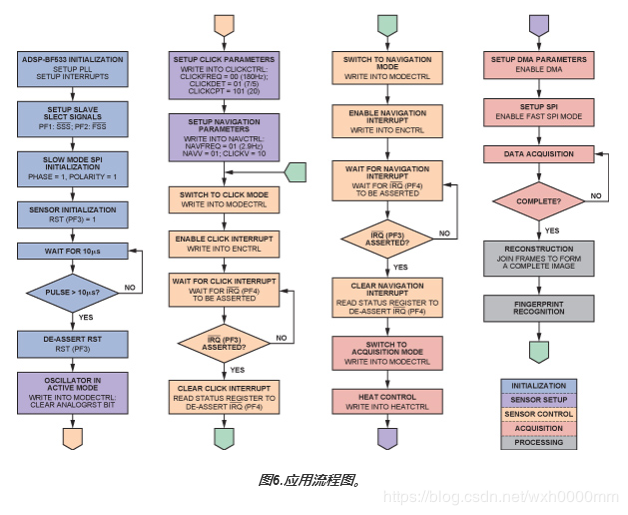 ADSP-BF533 INITIALIZATION
SETUP PLL
SETUP INTERRUPTS
SETUP SLAVE
SLECT SIGNALS
PF1: SSS; PF2: FSS
SLOW MODE SPI
INITIALIZATION
PHASE = 1, POLARITY = 1
SENSOR INITIALIZATION
RST (PF3) = 1
WAIT FOR 10μs
PULSE > 10μs?
NO
YES
DE-ASSERT RST
RST (PF3)
OSCILLATOR IN
ACTIVE MODE
WRITE INTO MODECTRL:
CLEAR ANALOGRST BIT
SETUP CLICK PARAMETERS
WRITE INTO CLICKCTRL:
CLICKFREQ = 00 (180Hz);
CLICKDET = 01 (7/5)
CLICKCPT = 101 (20)
SETUP NAVIGATION
PARAMETERS
WRITE INTO NAVCTRL:
NAVFREQ = 01 (2.9Hz)
NAVV = 01; CLICKV = 10
SWITCH TO CLICK MODE
WRITE INTO MODECTRL
ENABLE CLICK INTERRUPT
WRITE INTO ENCTRL
WAIT FOR CLICK INTERRUPT
WAIT FOR IRQ (PF4)
TO BE ASSERTED
IRQ (PF3)
ASSERTED?
NO
YES
CLEAR CLICK INTERRUPT
READ STATUS REGISTER TO
DE-ASSERT IRQ (PF4)
SWITCH TO NAVIGATION
MODE
WRITE INTO MODECTRL
ENABLE NAVIGATION
INTERRUPT
WRITE INTO ENCTRL
WAIT FOR NAVIGATION
INTERRUPT
WAIT FOR IRQ (PF4)
TO BE ASSERTED
IRQ (PF3)
ASSERTED?
NO
YES
CLEAR NAVIGATION
INTERRUPT
READ STATUS REGISTER TO
DE-ASSERT IRQ (PF4)
SWITCH TO
ACQUISITION MODE
WRITE INTO MODECTRL
HEAT CONTROL
WRITE INTO HEATCTRL
SETUP DMA PARAMETERS
ENABLE DMA
SETUP SPI
ENABLE FAST SPI MODE
DATA ACQUISITION
COMPLETE?
NO
YES
RECONSTRUCTION
JOIN FRAMES TO FORM
A COMPLETE IMAGE
FINGERPRINT
RECOGNITION
INITIALIZATION
SENSOR SETUP
SENSOR CONTROL
ACQUISITION
PROCESSING
图6.应用流程图。
https://blog.csdn.net/wxh0000mm